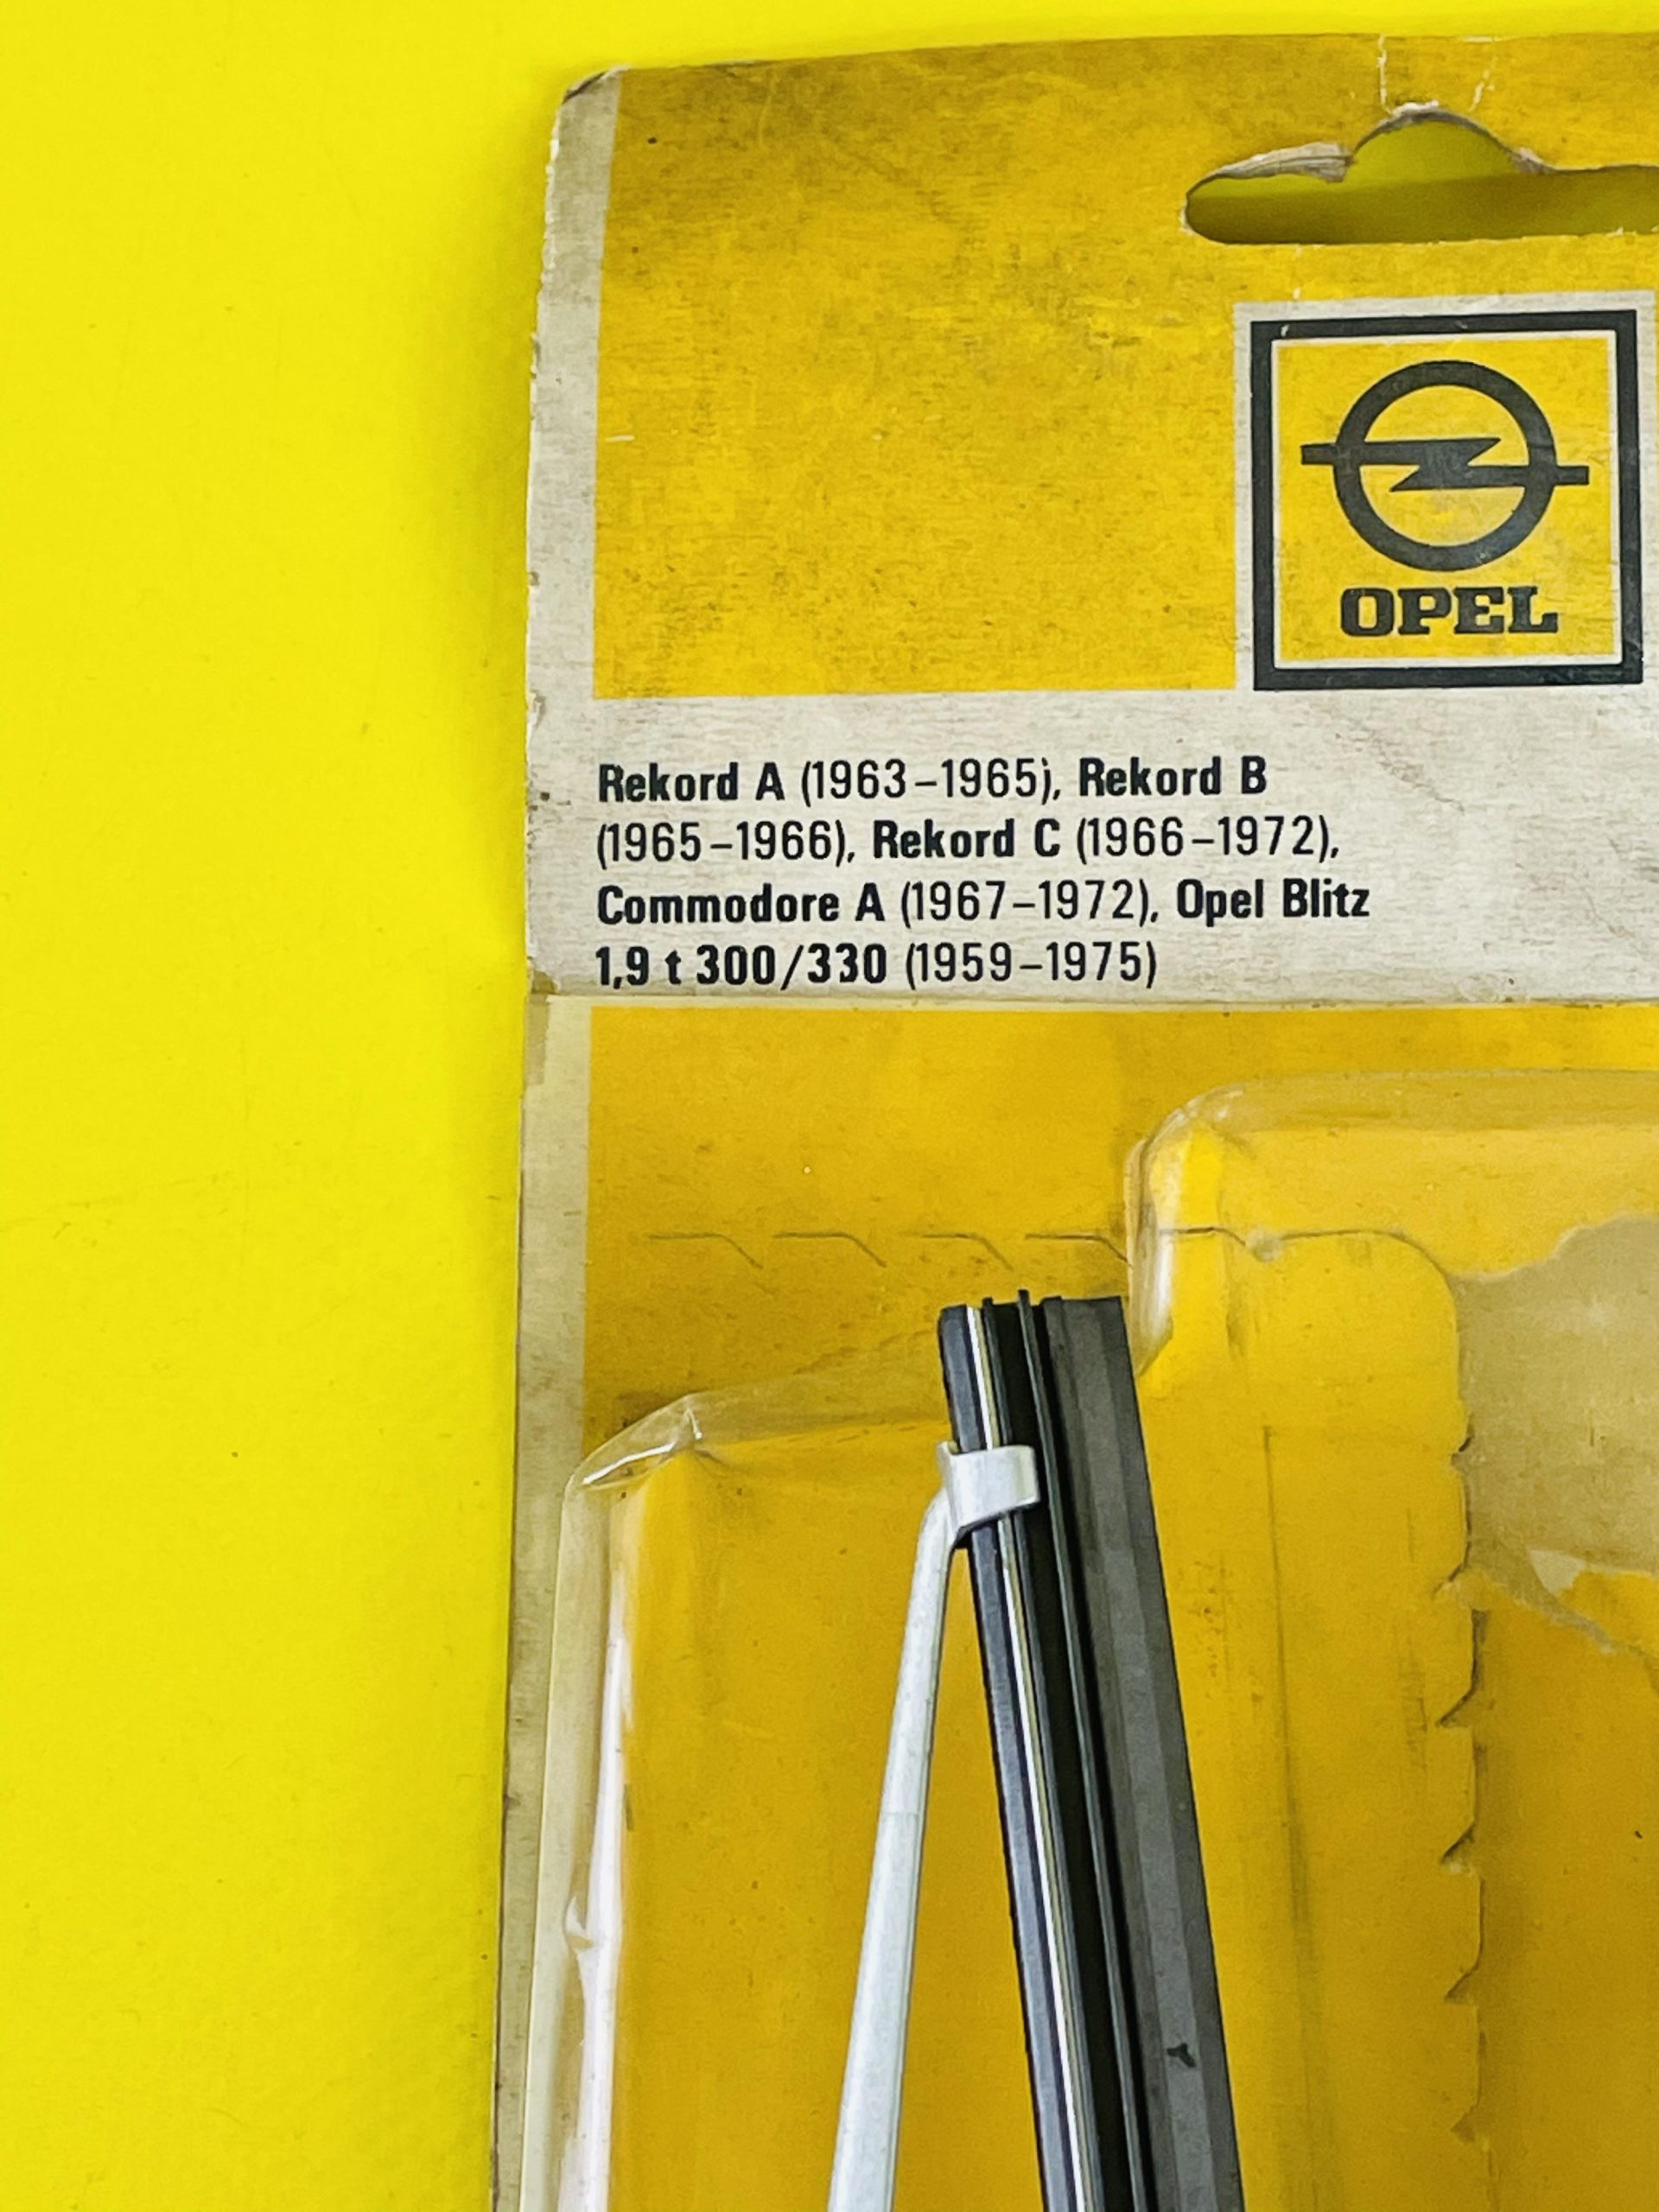 OPEL
Rekord A (1963–1965), Rekord B
(1965–1966), Rekord C (1966–1972),
Commodore A (1967–1972), Opel Blitz
1,9 t 300/330 (1959–1975)